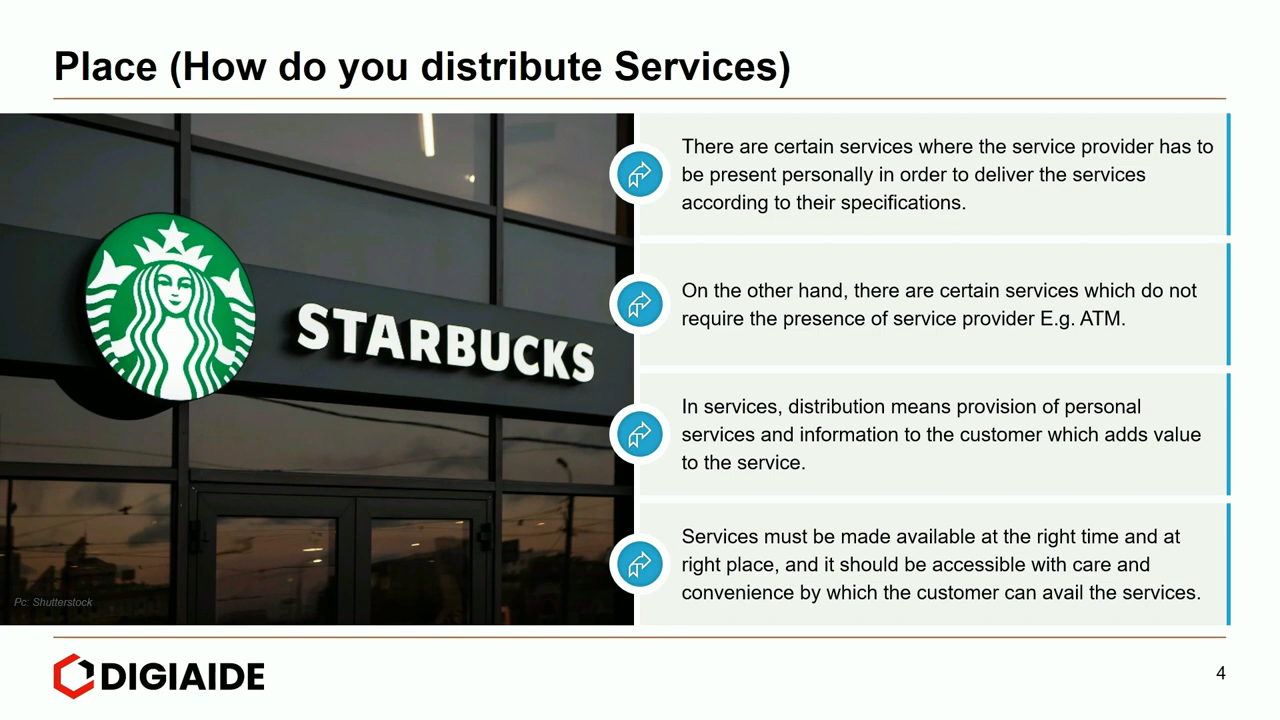 Place (How do you distribute Services)
STARBUCKS
Pc: Shutterstock
There are certain services where the service provider has to
be present personally in order to deliver the services
according to their specifications.
On the other hand, there are certain services which do not
require the presence of service provider E.g. ATM.
In services, distribution means provision of personal
services and information to the customer which adds value
to the service.
Services must be made available at the right time and at
right place, and it should be accessible with care and
convenience by which the customer can avail the services.
DIGIAIDE
4